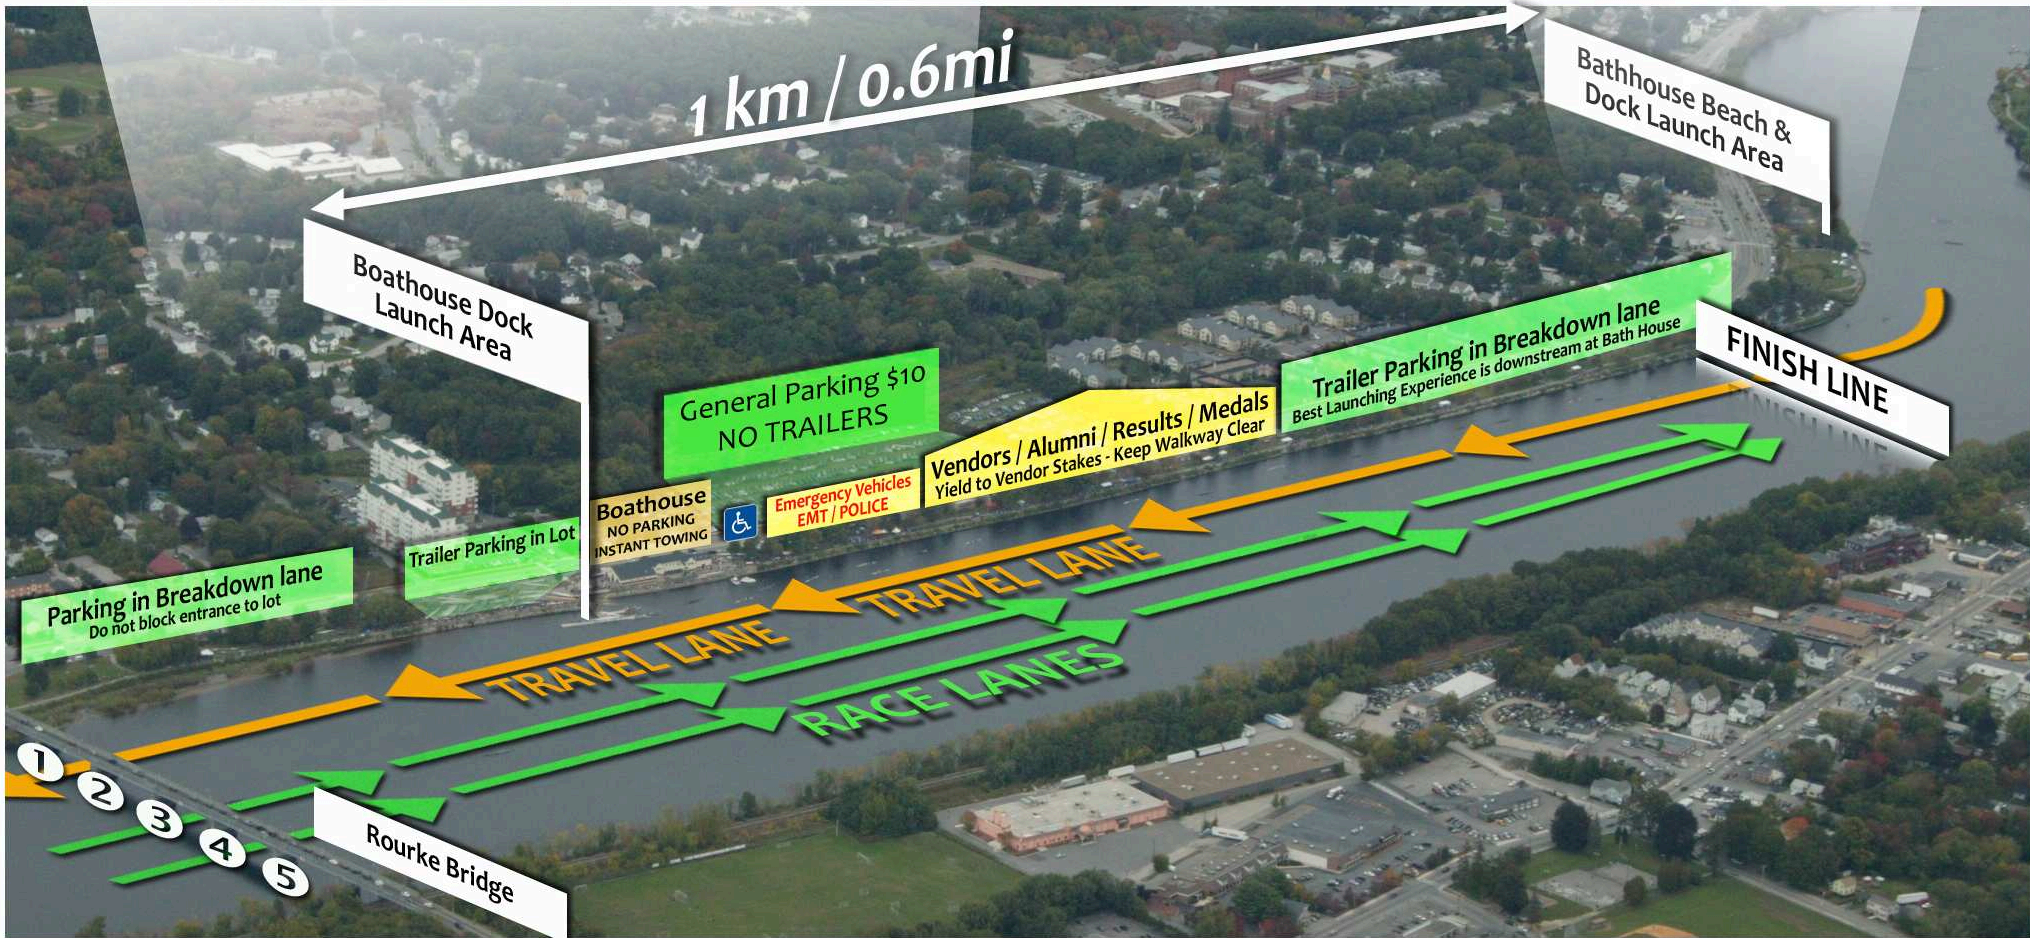 1 km / 0.6mi
Bathhouse Beach &
Dock Launch Area
Boathouse Dock
Launch Area
General Parking $10
NO TRAILERS
Trailer Parking in Breakdown lane
Best Launching Experience is downstream at Bath House
FINISH LINE
Vendors / Alumni / Results / Medals
Yield to Vendor Stakes - Keep Walkway Clear
Emergency Vehicles
EMT / POLICE
Boathouse
NO PARKING
INSTANT TOWING
Trailer Parking in Lot
Parking in Breakdown lane
Do not block entrance to lot
TRAVEL LANE
TRAVEL LANE
RACE LANES
1
2
3
4
5
Rourke Bridge